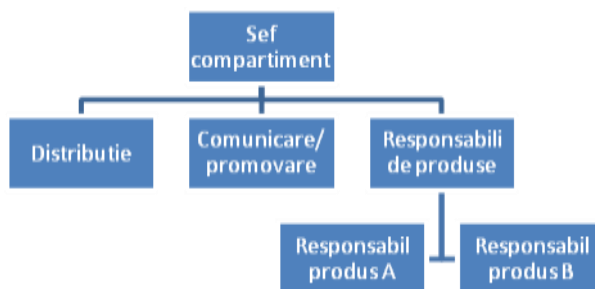 Sef
compartiment
Distributie
Comunicare/
promovare
Responsabili
de produse
Responsabil
produs A
Responsabil
produs B